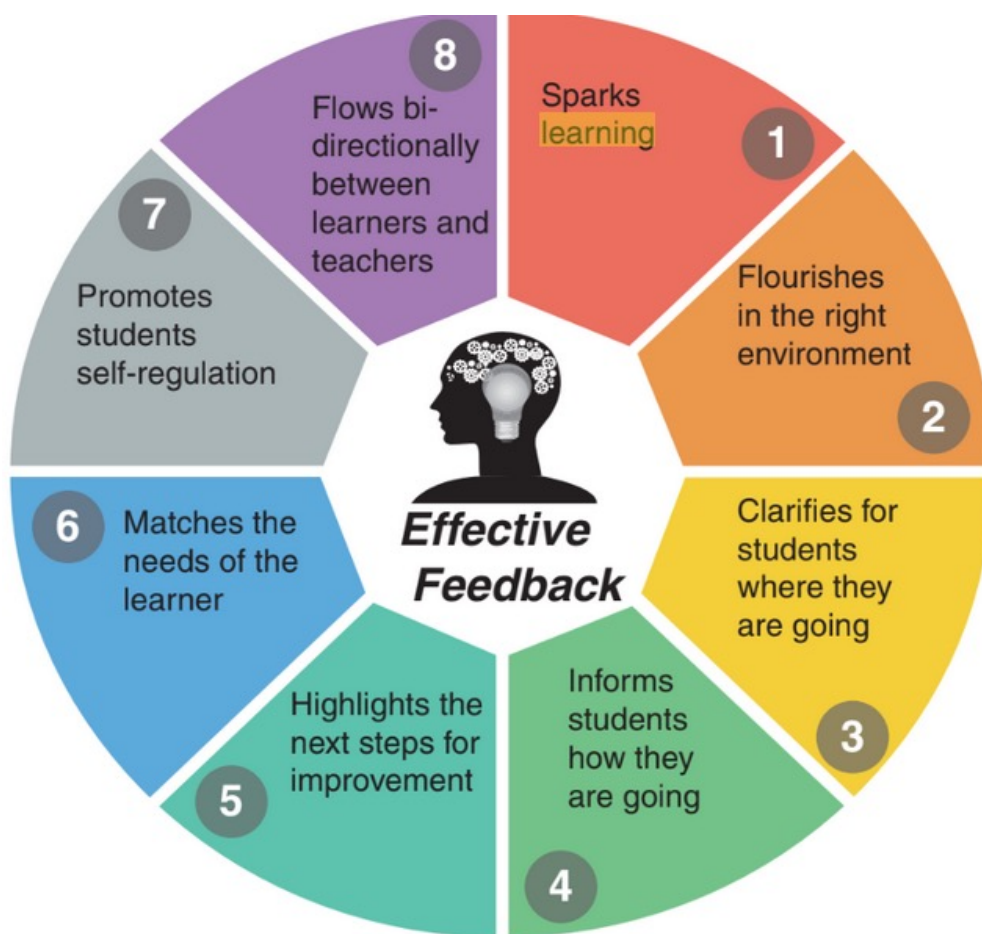 1
Sparks
learning
2
Flourishes
in the right
environment
3
Clarifies for
students
where they
are going
4
Informs
students
how they
are going
5
Highlights the
next steps for
improvement
6
Matches the
needs of the
learner
7
Promotes
students
self-regulation
8
Flows bi-
directionally
between
learners and
teachers
Effective
Feedback